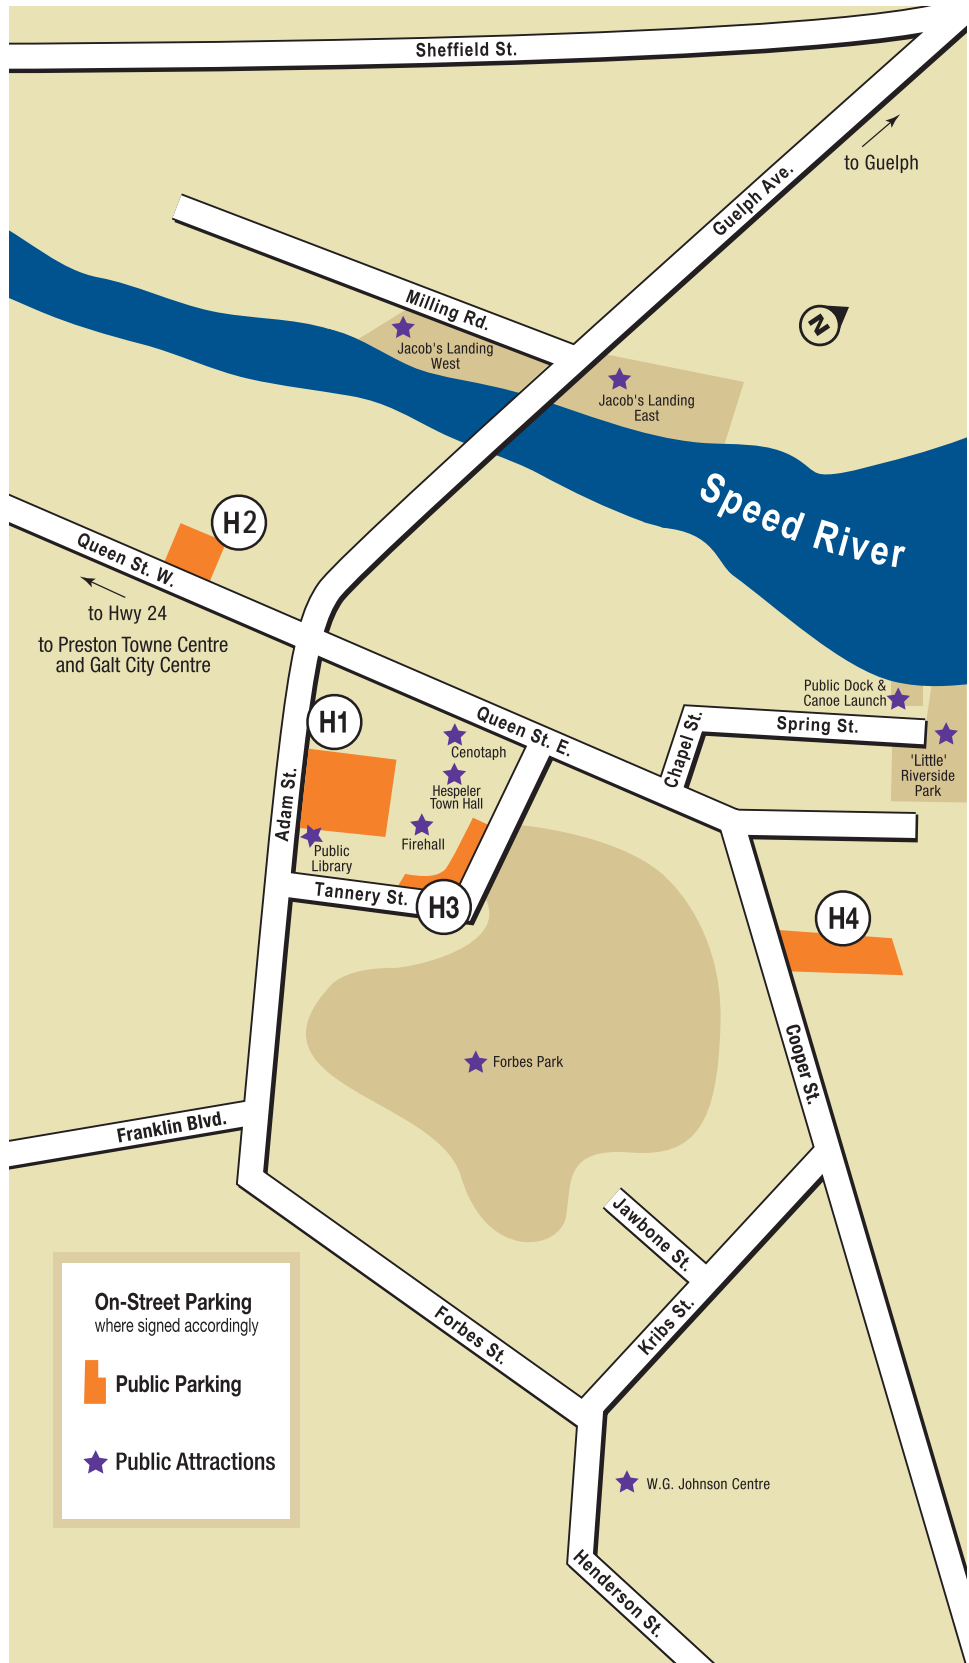 Sheffield St.
to Guelph
Guelph Ave.
Milling Rd.
N
Jacob's Landing
West
Jacob's Landing
East
Speed River
H2
Queen St. W.
to Hwy 24
to Preston Towne Centre
and Galt City Centre
Public Dock &
Canoe Launch
H1
Queen St. E.
Chapel St.
Spring St.
Cenotaph
'Little'
Riverside
Park
Hespeler
Town Hall
Adam St.
Firehall
Public
Library
Tannery St.
H3
H4
Cooper St.
Forbes Park
Franklin Blvd.
Jawbone St.
Kribs St.
Forbes St.
On-Street Parking
where signed accordingly
Public Parking
Public Attractions
W.G. Johnson Centre
Henderson St.